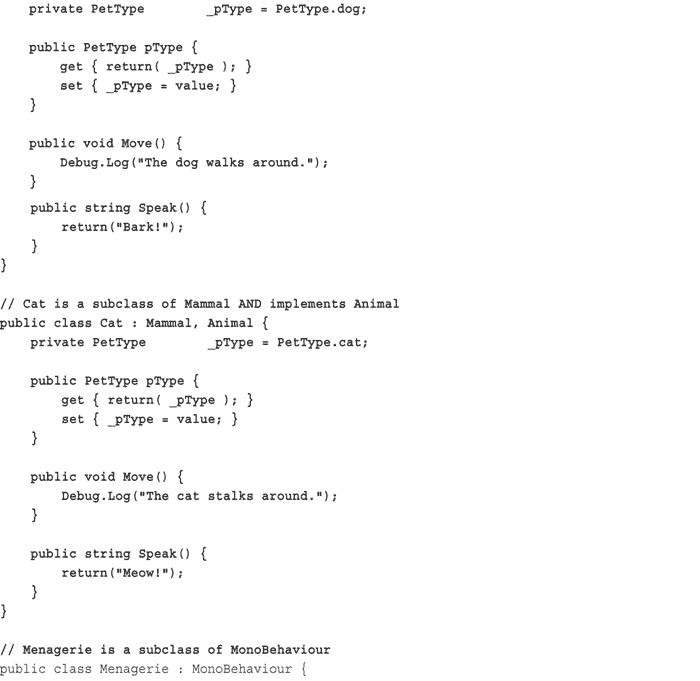 private PetType        _pType = PetType.dog;

    public PetType pType {
        get { return( _pType ); }
        set { _pType = value; }
    }

    public void Move() {
        Debug.Log("The dog walks around.");
    }
    public string Speak() {
        return("Bark!");
    }
}

// Cat is a subclass of Mammal AND implements Animal
public class Cat : Mammal, Animal {
    private PetType        _pType = PetType.cat;

    public PetType pType {
        get { return( _pType ); }
        set { _pType = value; }
    }

    public void Move() {
        Debug.Log("The cat stalks around.");
    }

    public string Speak() {
        return("Meow!");
    }
}

// Menagerie is a subclass of MonoBehaviour
public class Menagerie : MonoBehaviour {